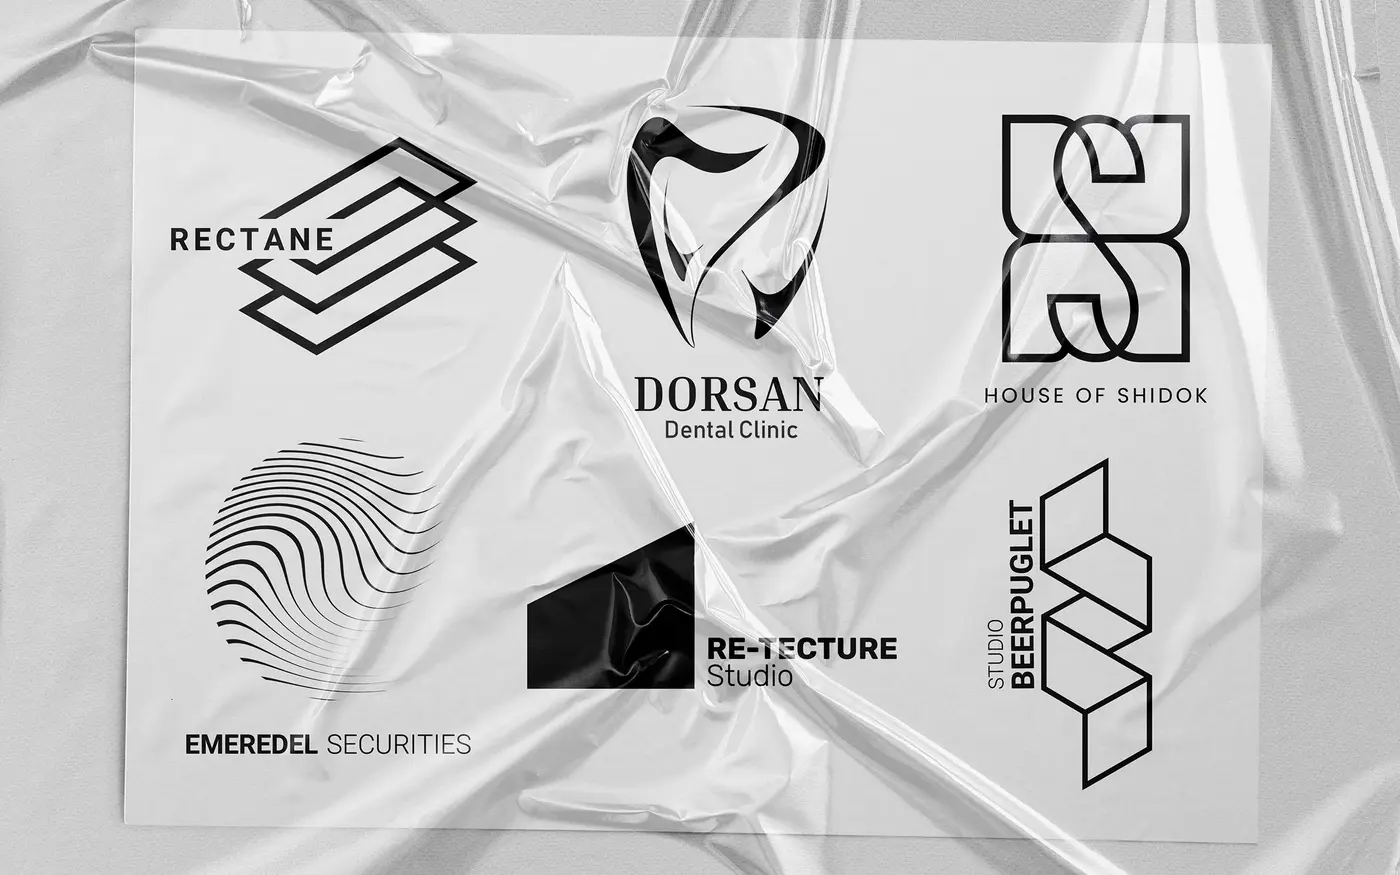 RECTANE
DORSAN
Dental Clinic
HOUSE OF SHIDOK
EMEREDEL SECURITIES
RE-TECTURE
Studio
STUDIO
BEERPUGLET